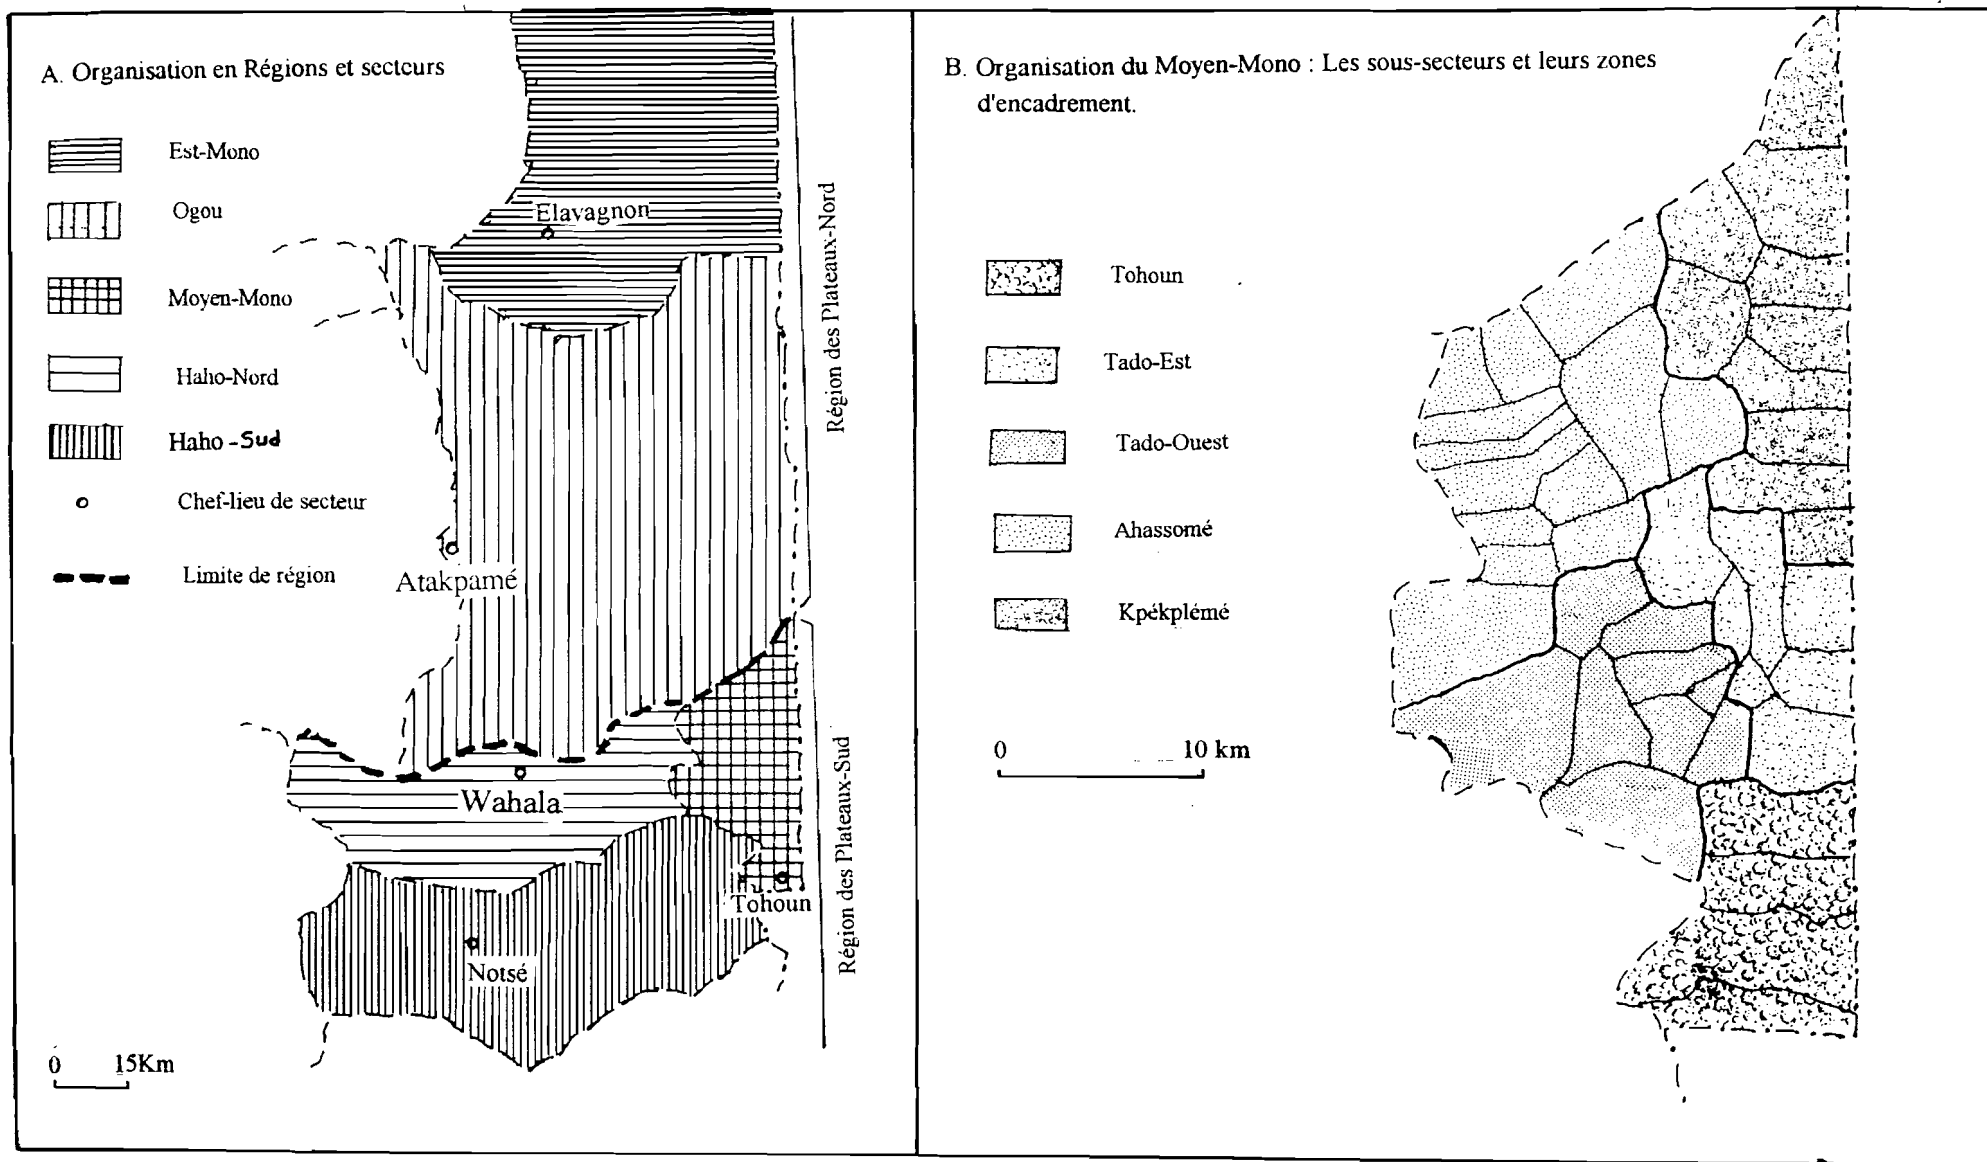 A. Organisation en Régions et secteurs
Est-Mono
Ogou
Moyen-Mono
Haho-Nord
Haho-Sud
Chef-lieu de secteur
Limite de région
0 15Km
Elavagnon
Atakpamé
Wahala
Tohoun
Notsé
Région des Plateaux-Nord
Région des Plateaux-Sud
B. Organisation du Moyen-Mono : Les sous-secteurs et leurs zones
d'encadrement.
Tohoun
Tado-Est
Tado-Ouest
Ahassomé
Kpékplémé
0 10 km